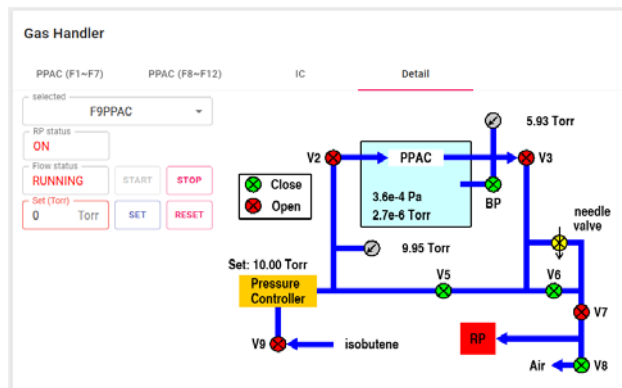 Gas Handler
PPAC (F1~F7) PPAC (F8~F12) IC Detail
selected
F9PPAC
RP status
ON
Flow status
RUNNING START STOP
Set (Torr)
0 Torr SET RESET
5.93 Torr
V2 PPAC V3
Close
Open
3.6e-4 Pa
2.7e-6 Torr
BP
needle
valve
9.95 Torr
Set: 10.00 Torr
Pressure
Controller
V5 V6
V7
V9 isobutene
RP
Air V8